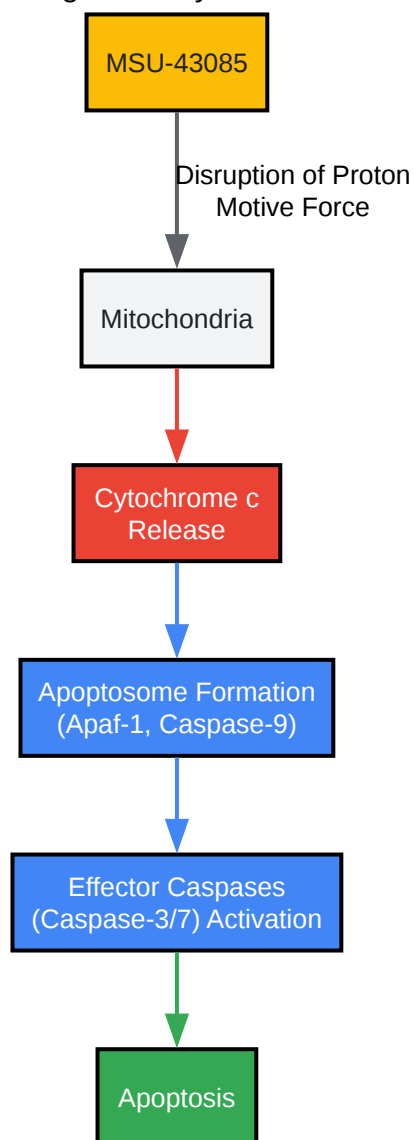 MSU-43085
Disruption of Proton
Motive Force
Mitochondria
Cytochrome c
Release
Apoptosome Formation
(Apaf-1, Caspase-9)
Effector Caspases
(Caspase-3/7) Activation
Apoptosis